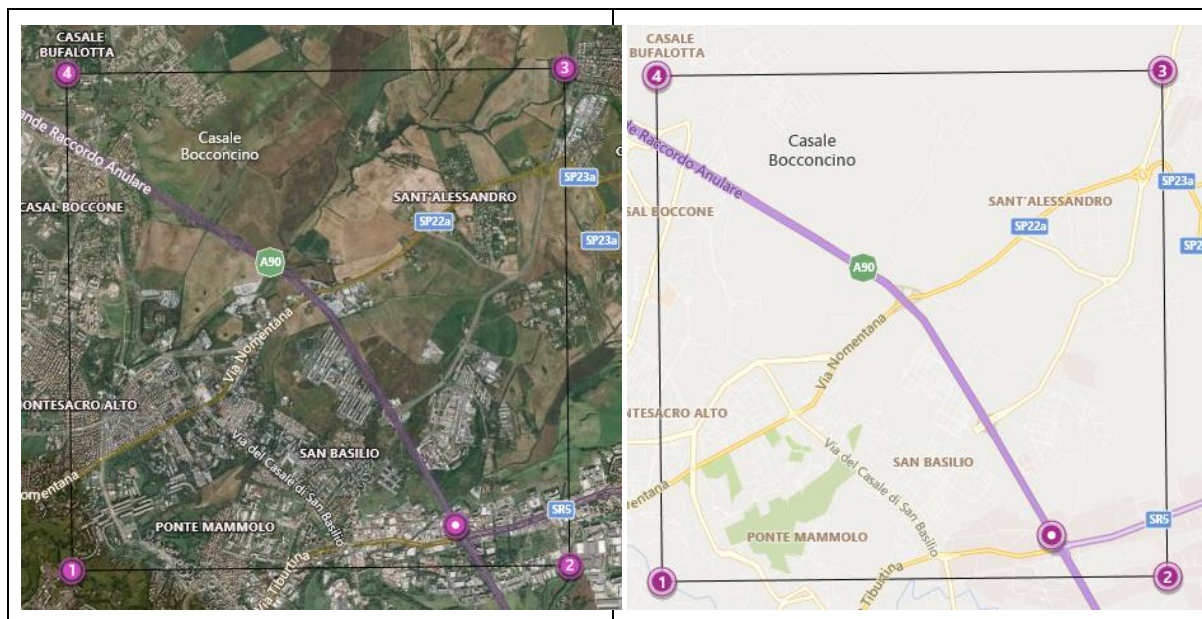 CASALE
BUFALOTTA
4
3
ande Raccordo Anulare
Casale
Bocconcino
CASAL BOCCONE
SANT'ALESSANDRO
SP23a
SP22a
SP23a
A90
Via Nomentana
ONTESACRO ALTO
Via del Casale di San Basilio
SAN BASILIO
Nomentana
PONTE MAMMOLO
SR5
Via Tiburtina
1
2
CASALE
BUFALOTTA
4
3
de Raccordo Anulare
Casale
Bocconcino
SAL BOCCONE
SANT'ALESSANDRO
SP23a
SP22a
SP2
A90
Via Nomentana
NTESACRO ALTO
Via del Casale di San Basilio
SAN BASILIO
mentana
PONTE MAMMOLO
SR5
Tiburtina
1
2